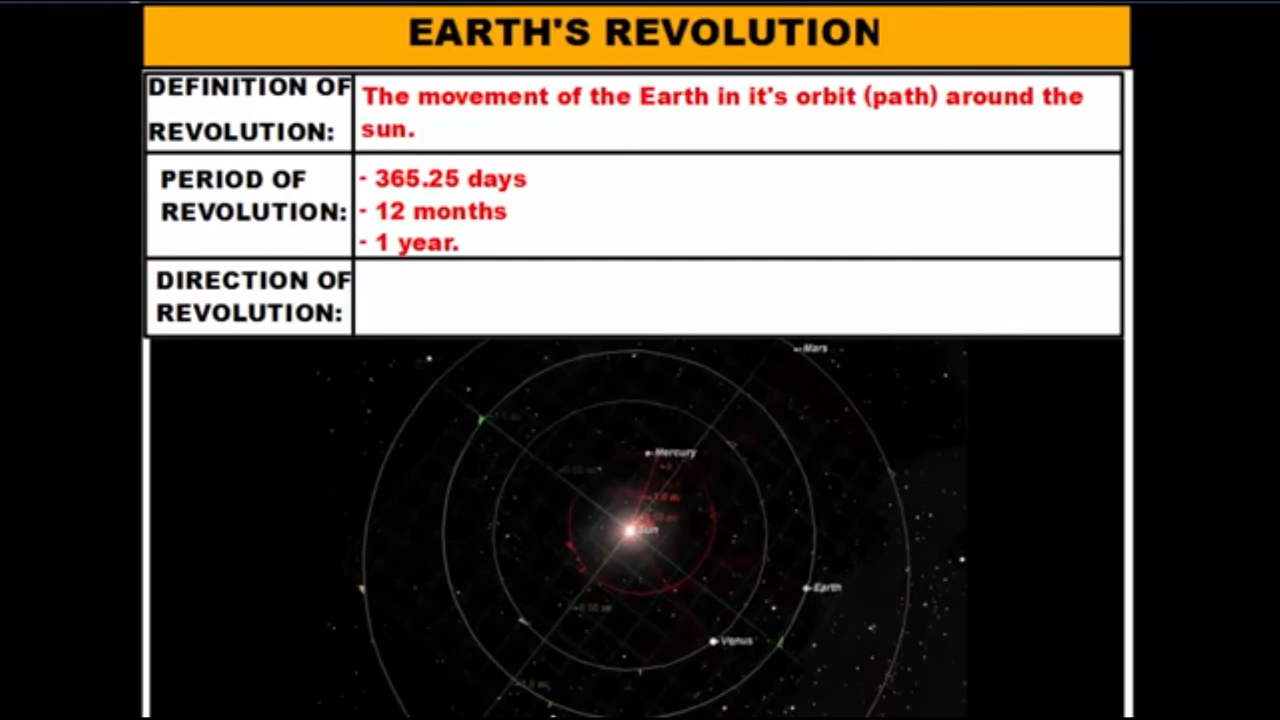 EARTH'S REVOLUTION
DEFINITION OF
REVOLUTION:
The movement of the Earth in it's orbit (path) around the
sun.
PERIOD OF
REVOLUTION:
- 365.25 days
- 12 months
- 1 year.
DIRECTION OF
REVOLUTION:
Mars
Mercury
Sun
Earth
Venus